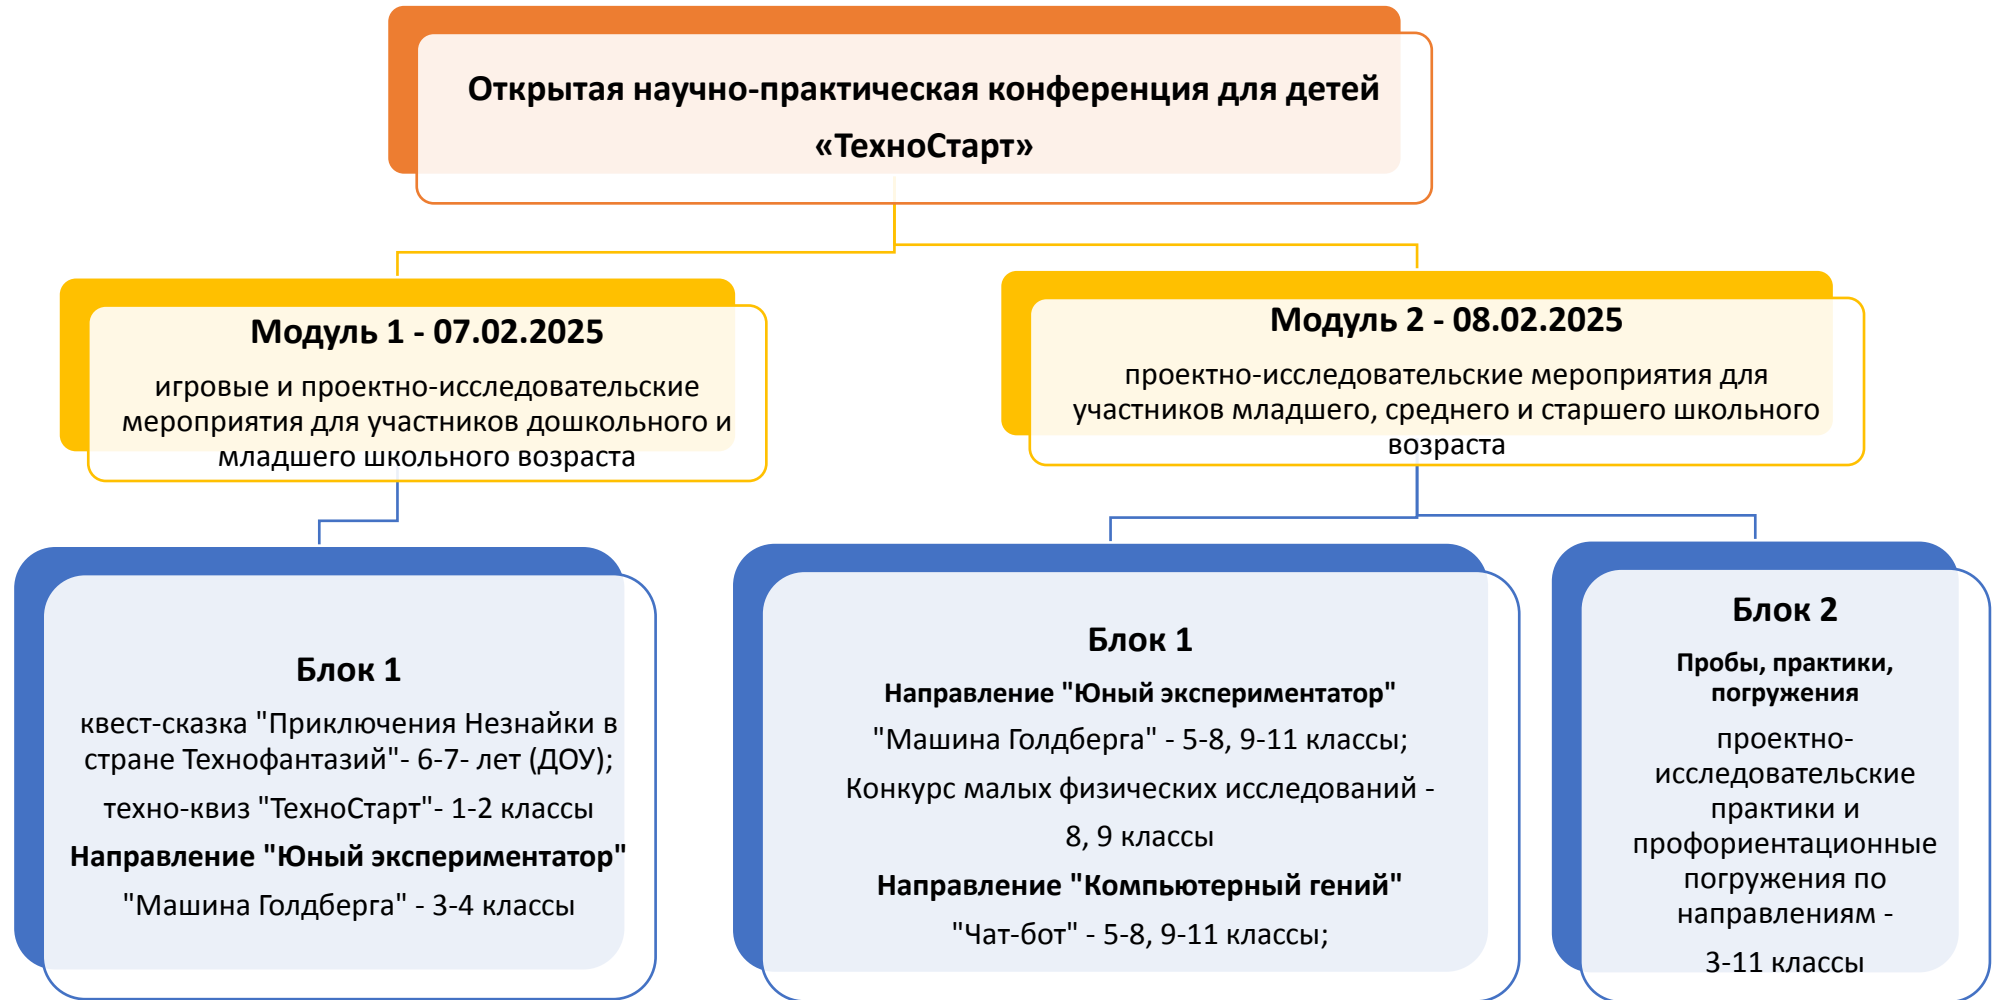 Открытая научно-практическая конференция для детей
«ТехноСтарт»
Модуль 1 - 07.02.2025
игровые и проектно-исследовательские
мероприятия для участников дошкольного и
младшего школьного возраста
Модуль 2 - 08.02.2025
проектно-исследовательские мероприятия для
участников младшего, среднего и старшего школьного
возраста
Блок 1
квест-сказка "Приключения Незнайки в
стране Технофантазий"- 6-7- лет (ДОУ);
техно-квиз "ТехноСтарт"- 1-2 классы
Направление "Юный экспериментатор"
"Машина Голдберга" - 3-4 классы
Блок 1
Направление "Юный экспериментатор"
"Машина Голдберга" - 5-8, 9-11 классы;
Конкурс малых физических исследований -
8, 9 классы
Направление "Компьютерный гений"
"Чат-бот" - 5-8, 9-11 классы;
Блок 2
Пробы, практики,
погружения
проектно-
исследовательские
практики и
профориентационные
погружения по
направлениям -
3-11 классы